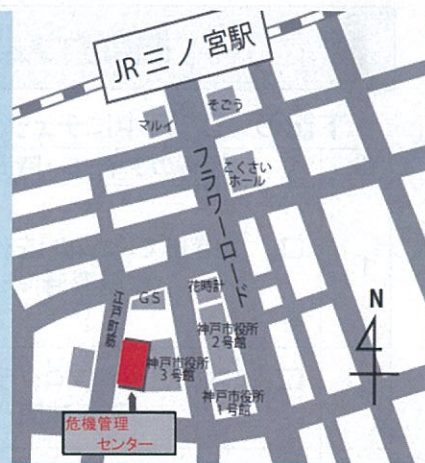 JR三ノ宮駅
そごう
マルイ
こくさい
ホール
フラワーロード
花時計
GS
江戸町筋
神戸市役所
2号館
神戸市役所
3号館
神戸市役所
1号館
N
危機管理
センター